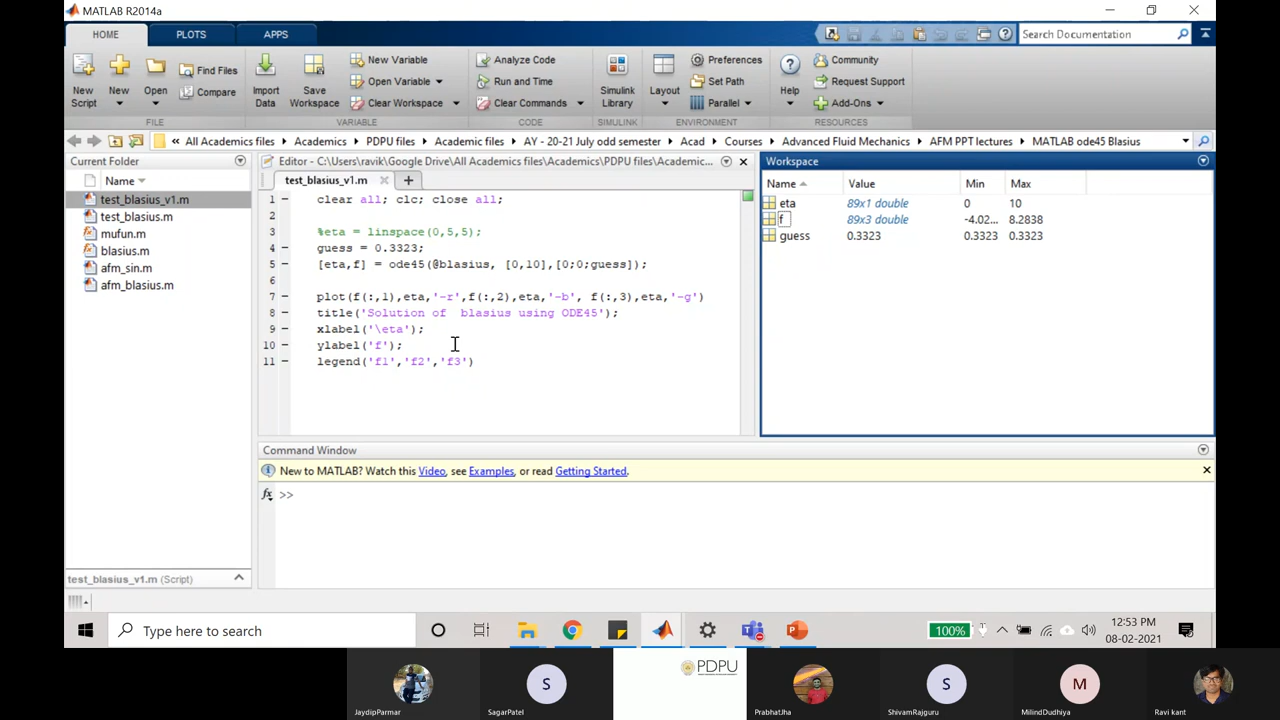 MATLAB R2014a
HOME PLOTS APPS
Search Documentation
New Script
New
Open
Find Files
Compare
FILE
Import Data
Save Workspace
New Variable
Open Variable
Clear Workspace
VARIABLE
Analyze Code
Run and Time
Clear Commands
CODE
Simulink Library
SIMULINK
Layout
Preferences
Set Path
Parallel
ENVIRONMENT
Help
Community
Request Support
Add-Ons
RESOURCES
« All Academics files Academics PDPU files Academic files AY - 20-21 July odd semester Acad Courses Advanced Fluid Mechanics AFM PPT lectures MATLAB ode45 Blasius
Current Folder
Name
test_blasius_v1.m
test_blasius.m
mufun.m
blasius.m
afm_sin.m
afm_blasius.m
test_blasius_v1.m (Script)
Editor - C:\Users\ravik\Google Drive\All Academics files\Academics\PDPU files\Academic...
test_blasius_v1.m
1 clear all; clc; close all;
2
3 %eta = linspace(0,5,5);
4 guess = 0.3323;
5 [eta,f] = ode45(@blasius, [0,10],[0;0;guess]);
6
7 plot(f(:,1),eta,'-r',f(:,2),eta,'-b', f(:,3),eta,'-g')
8 title('Solution of blasius using ODE45');
9 xlabel('\eta');
10 ylabel('f');
11 legend('f1','f2','f3')
Workspace
Name Value Min Max
eta 89x1 double 0 10
f 89x3 double -4.02... 8.2838
guess 0.3323 0.3323 0.3323
Command Window
New to MATLAB? Watch this Video, see Examples, or read Getting Started.
fx >>
Type here to search
100%
12:53 PM
08-02-2021
JaydipParmar
S
SagarPatel
PDPU
PrabhatJha
S
ShivamRajguru
M
MilindDudhiya
Ravi kant